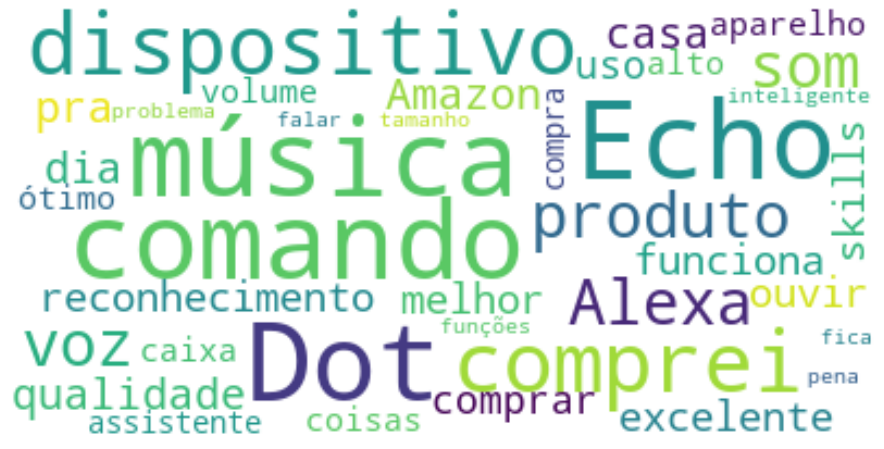 dispositivo
casa
aparelho
uso
alto
som
volume
Amazon
inteligente
pra
problema
falar
tamanho
compra
Echo
música
skills
dia
ótimo
comando
produto
funciona
reconhecimento
melhor
Alexa
ouvir
funções
voz
caixa
Dot
comprei
fica
pena
qualidade
comprar
assistente
coisas
excelente